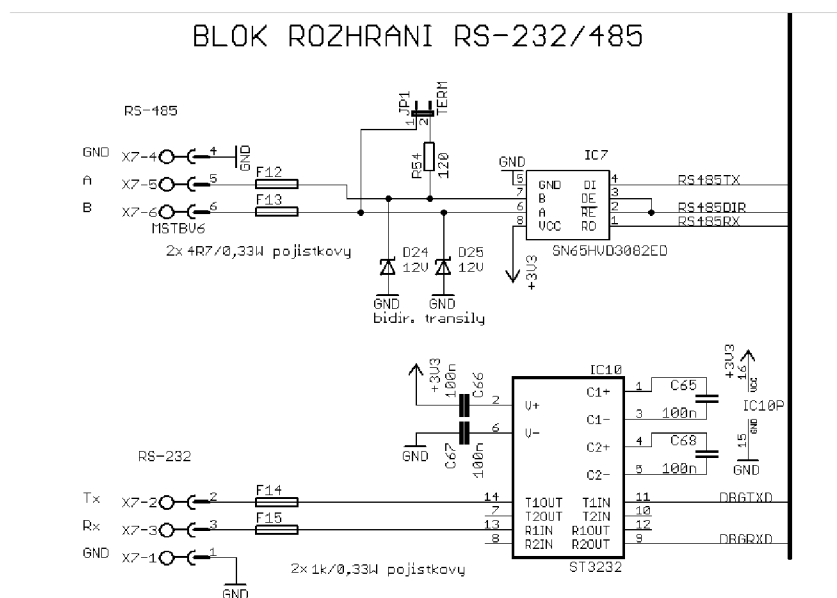 BLOK ROZHRANI RS-232/485
RS-485
JP1
TERM
1
2
GND X7-4 4 GND
A X7-5 5 F12
B X7-6 6 F13
MSTBV6
2x 4R7/0,33W pojistkovy
R54
120
D24
12V
D25
12V
GND
GND
bidir. transily
IC7
GND 5 GND DI 4 RS485TX
7 B DE 3
6 A RE 2 RS485DIR
8 VCC RD 1 RS485RX
SN65HVD3082ED
+3V3
IC10
+3V3
100n
C66
2 V+ C1+ 1 C65
6 V- C1- 3 100n
GND
C67
100n
C2+ 4 C68
C2- 5 100n
+3V3
16
VCC
IC10P
15
GND
GND
RS-232
Tx X7-2 2 F14 14 T1OUT T1IN 11 DBGTXD
7 T2OUT T2IN 10
Rx X7-3 3 F15 13 R1IN R1OUT 12
8 R2IN R2OUT 9 DBGRXD
GND X7-1 1
GND
2x 1k/0,33W pojistkovy
ST3232